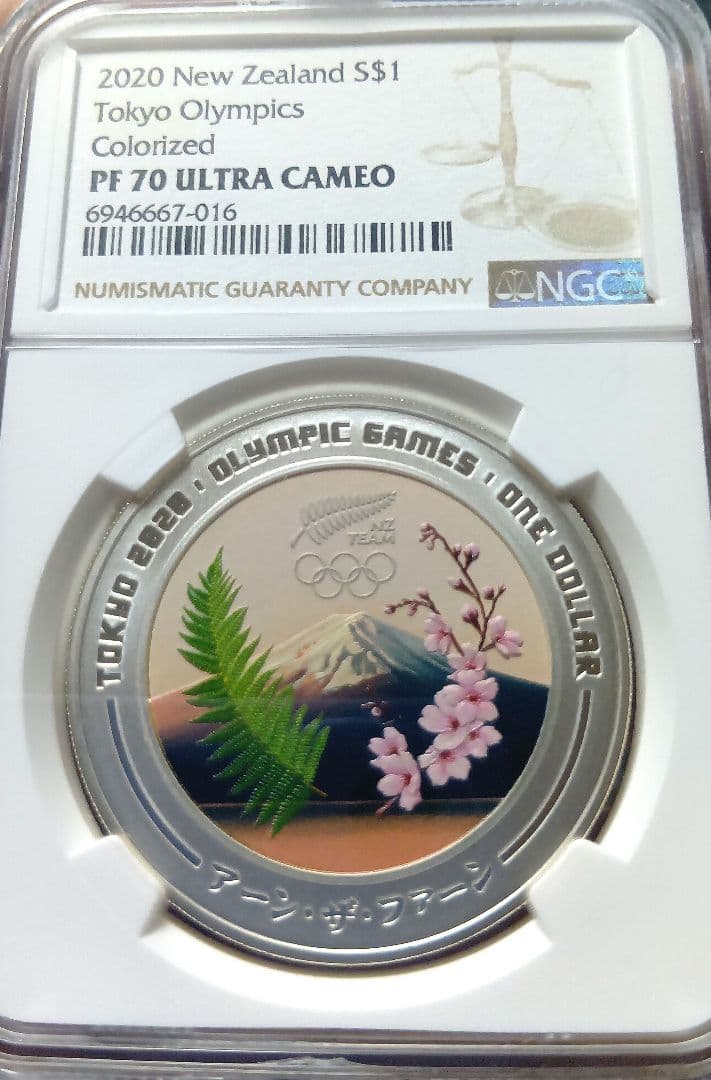 2020 New Zealand S$1
Tokyo Olympics
Colorized
PF 70 ULTRA CAMEO
6946667-016
NUMISMATIC GUARANTY COMPANY
NGC
TOKYO 2020 · OLYMPIC GAMES · ONE DOLLAR
NZ
TEAM
アーン・ザ・ファーン